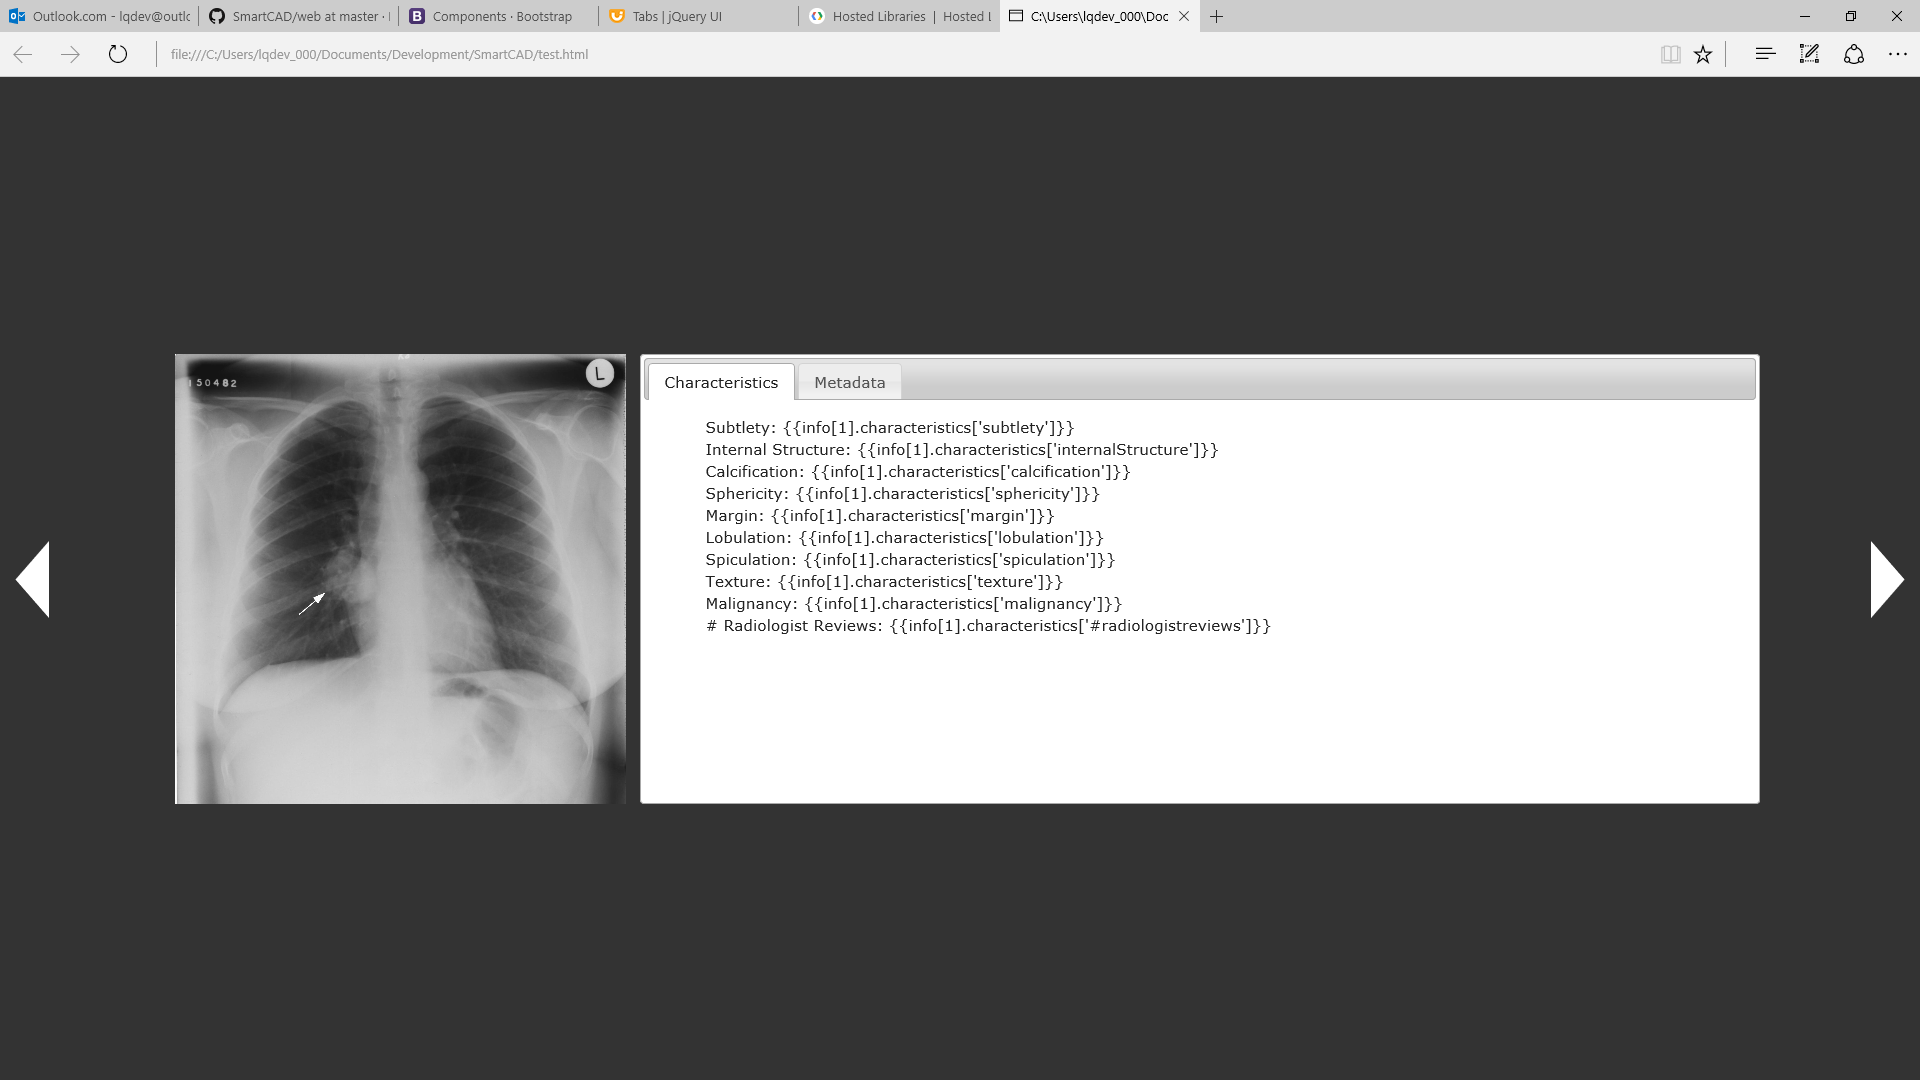 Outlook.com - lqdev@outlc
SmartCAD/web at master ·
Components · Bootstrap
Tabs | jQuery UI
Hosted Libraries | Hosted L
C:\Users\lqdev_000\Doc
file:///C:/Users/lqdev_000/Documents/Development/SmartCAD/test.html
150482
L
Characteristics
Metadata
Subtlety: {{info[1].characteristics['subtlety']}}
Internal Structure: {{info[1].characteristics['internalStructure']}}
Calcification: {{info[1].characteristics['calcification']}}
Sphericity: {{info[1].characteristics['sphericity']}}
Margin: {{info[1].characteristics['margin']}}
Lobulation: {{info[1].characteristics['lobulation']}}
Spiculation: {{info[1].characteristics['spiculation']}}
Texture: {{info[1].characteristics['texture']}}
Malignancy: {{info[1].characteristics['malignancy']}}
# Radiologist Reviews: {{info[1].characteristics['#radiologistreviews']}}